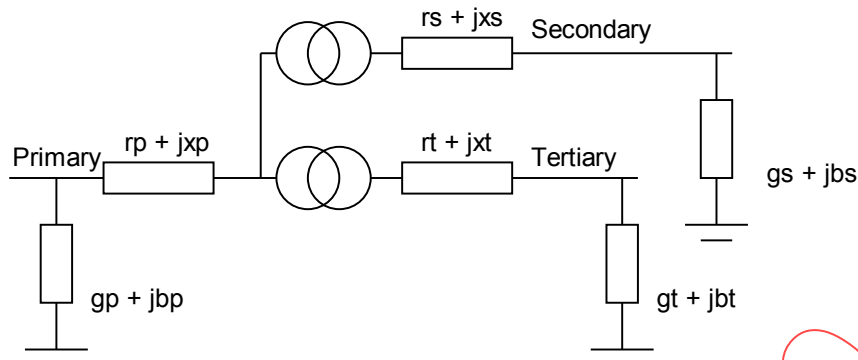 rs + jxs
Secondary
rp + jxp
rt + jxt
Primary
Tertiary
gs + jbs
gp + jbp
gt + jbt